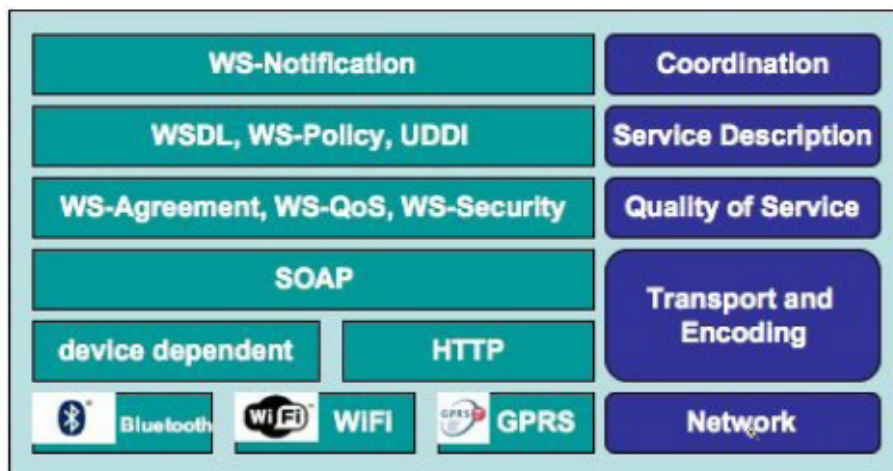 WS-Notification
Coordination
WSDL, WS-Policy, UDDI
Service Description
WS-Agreement, WS-QoS, WS-Security
Quality of Service
SOAP
Transport and
Encoding
device dependent
HTTP
Bluetooth
WiFi
WIFI
GPRS
GPRS
Network